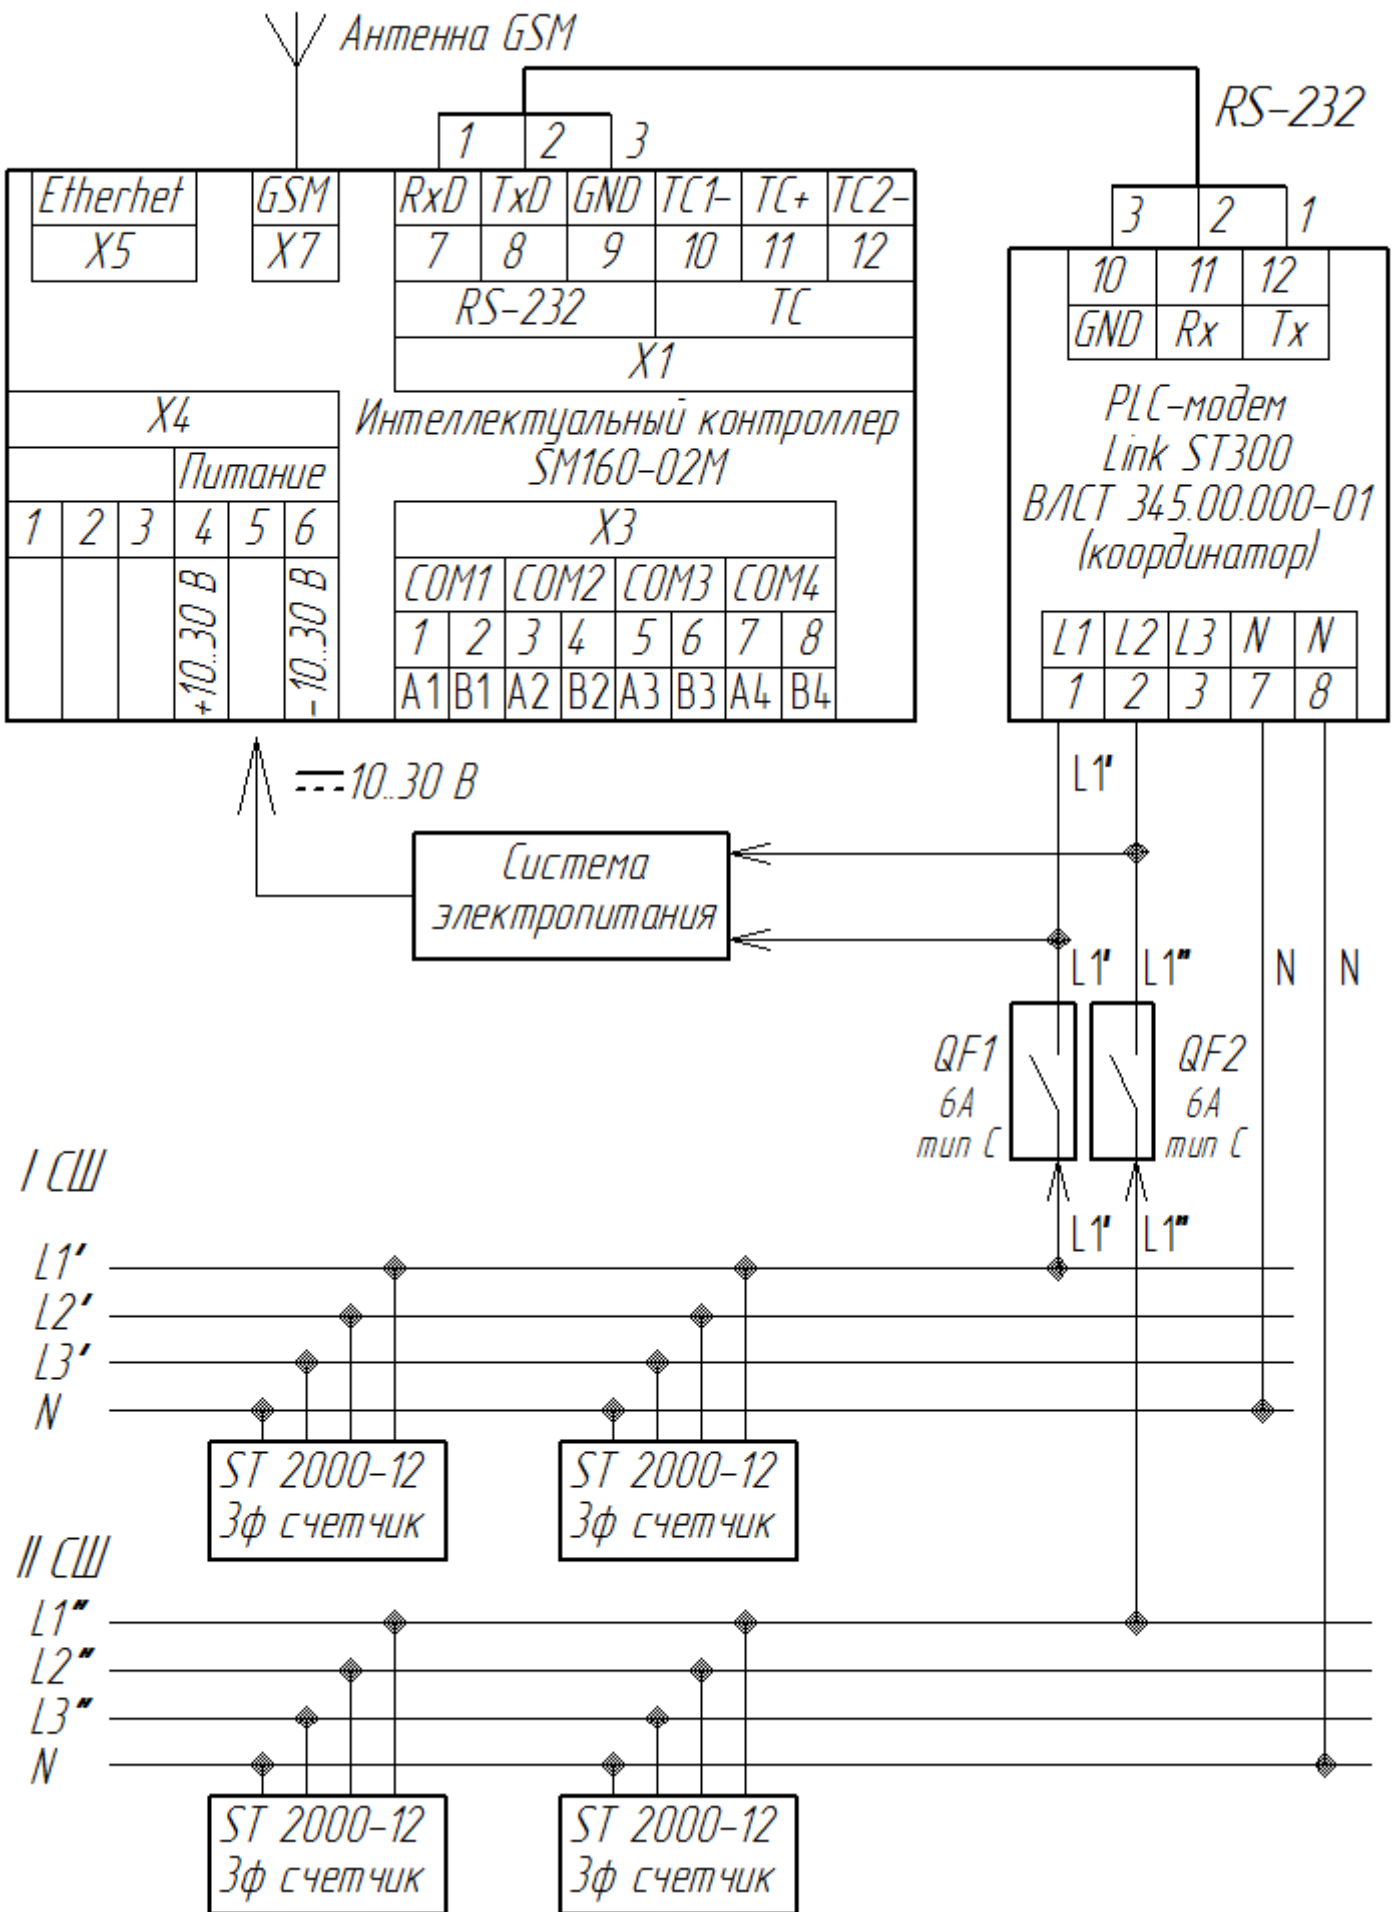 Антенна GSM
RS-232
1 2 3
Etherhet GSM RxD TxD GND TC1- TC+ TC2-
X5 X7 7 8 9 10 11 12
RS-232 TC
X1
3 2 1
10 11 12
GND Rx Tx
PLC-модем
Link ST300
ВЛСТ 345.00.000-01
(координатор)
L1 L2 L3 N N
1 2 3 7 8
X4
Питание
1 2 3 4 5 6
+10..30 В
-10..30 В
Интеллектуальный контроллер
SM160-02M
X3
COM1 COM2 COM3 COM4
1 2 3 4 5 6 7 8
A1 B1 A2 B2 A3 B3 A4 B4
10..30 В
L1'
Система
электропитания
L1' L1" N N
QF1
6А
тип С
QF2
6А
тип С
L1' L1"
I СШ
L1'
L2'
L3'
N
ST 2000-12
3ф счетчик
ST 2000-12
3ф счетчик
II СШ
L1"
L2"
L3"
N
ST 2000-12
3ф счетчик
ST 2000-12
3ф счетчик